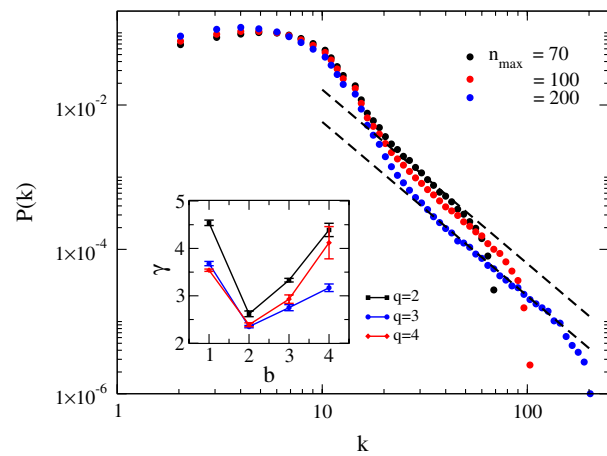 n_max = 70
= 100
= 200
P(k)
1×10^-2
1×10^-4
1×10^-6
1
10
100
k
γ
5
4
3
2
1
2
3
4
b
q=2
q=3
q=4